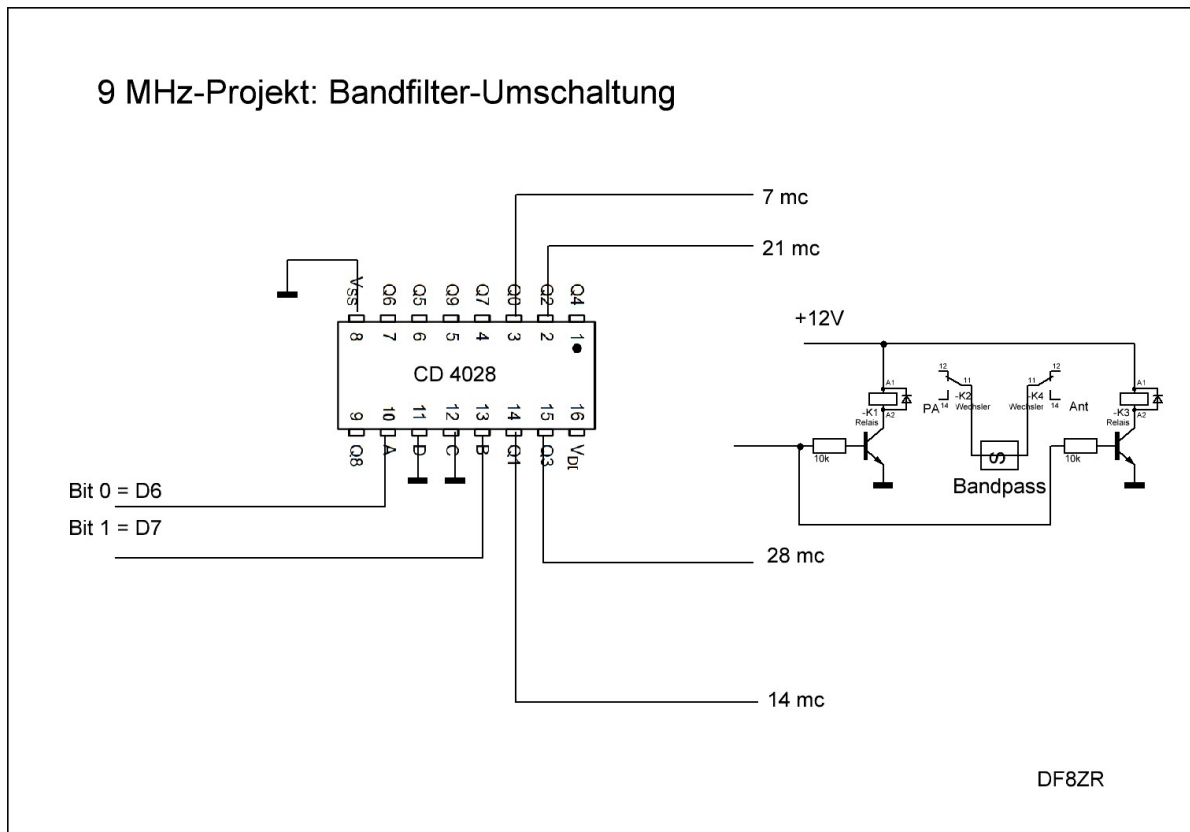 9 MHz-Projekt: Bandfilter-Umschaltung
7 mc
21 mc
VSS Q6 Q5 Q9 Q7 Q0 Q2 Q4
8 7 6 5 4 3 2 1
CD 4028
9 10 11 12 13 14 15 16
Q8 A D C B Q1 Q3
Bit 0 = D6
Bit 1 = D7
28 mc
14 mc
+12V
A1 12 11 11 12 A1
-K1 Relais A2 PA 14 -K2 Wechsler Wechsler -K4 14 Ant -K3 Relais A2
10k S 10k
Bandpass
DF8ZR